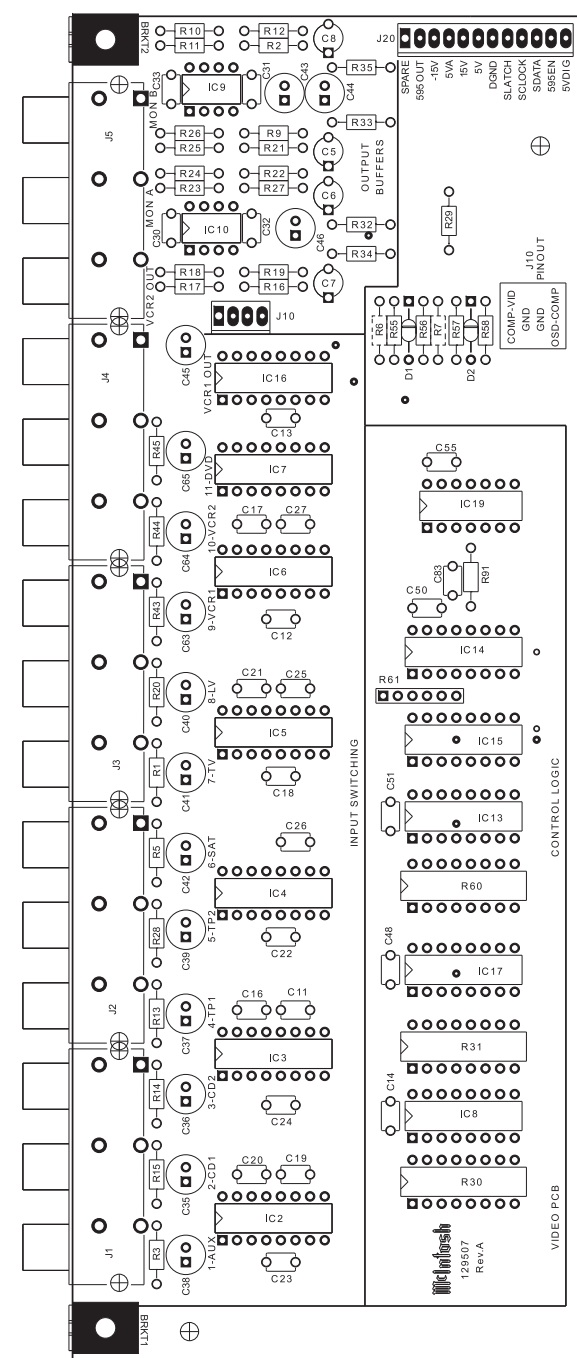 BRKT2
R10
R11
R12
R2
C8
J20
SPARE
595 OUT
-15V
5VA
15V
5V
DGND
SLATCH
SCLOCK
SDATA
595EN
5VDIG
C33
IC9
C31
C43
C44
R35
MON B
J5
R33
R26
R25
R9
R21
C5
OUTPUT
BUFFERS
R24
R23
R22
R27
C6
MON A
C30
IC10
C32
C46
R32
R34
R29
VCR2 OUT
R18
R17
R19
R16
C7
J10
J10
PINOUT
COMP-VID
GND
GND
OSD-COMP
R6
R55
D1
R56
R7
R57
D2
R58
J4
C45
VCR1 OUT
IC16
C13
R45
C65
11-DVD
IC7
C55
IC19
R44
C64
10-VCR2
C17
C27
IC6
C83
R91
C50
R43
C63
9-VCR1
C12
IC14
R61
R20
C40
8-LV
C21
C25
IC5
IC15
J3
R1
C41
7-TV
C18
INPUT SWITCHING
C51
IC13
CONTROL LOGIC
R5
C42
6-SAT
C26
IC4
R60
R28
C39
5-TP2
C22
C48
IC17
J2
R13
C37
4-TP1
C16
C11
IC3
R31
R14
C36
3-CD2
C24
C14
IC8
R15
C35
2-CD1
C20
C19
IC2
R30
J1
R3
C38
1-AUX
C23
McIntosh
129507
Rev.A
VIDEO PCB
BRKT1